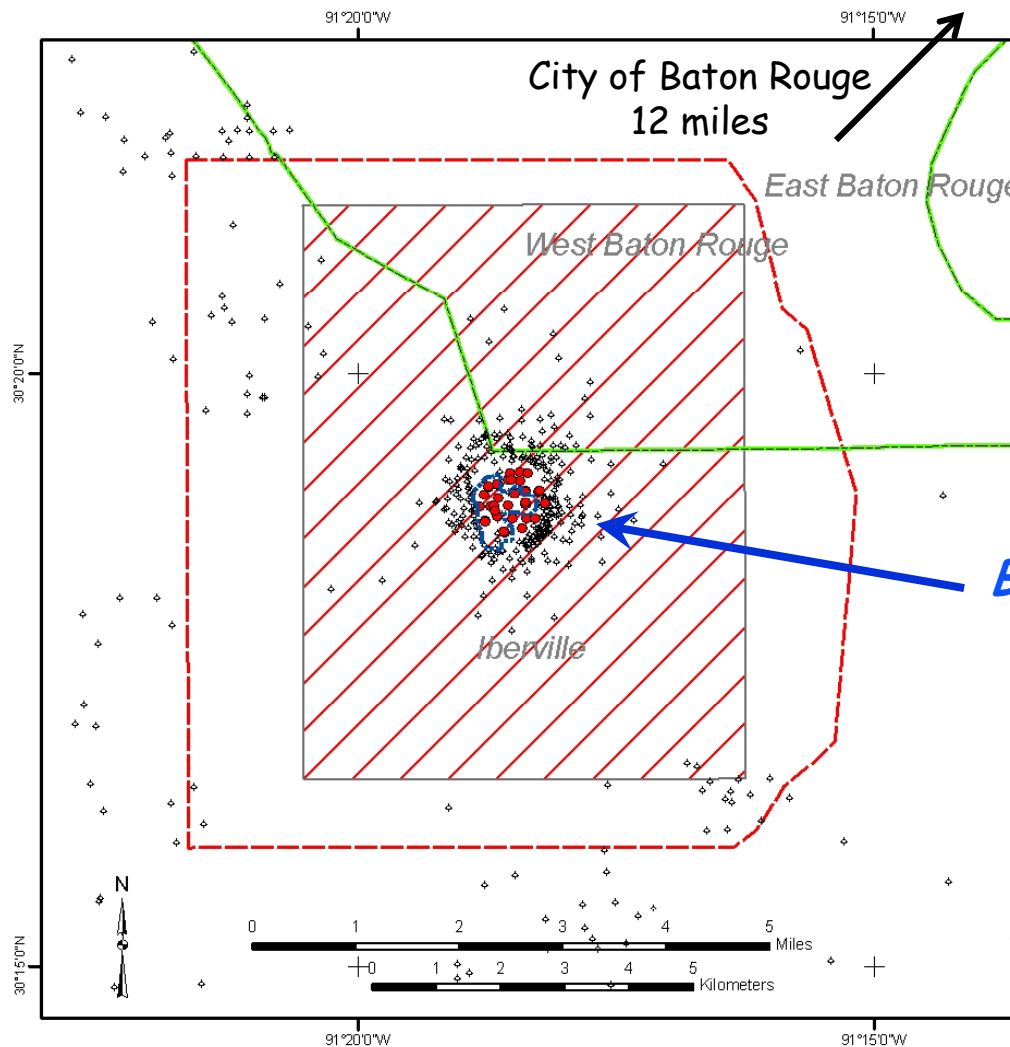 91°20'0"W
91°15'0"W
City of Baton Rouge
12 miles
East Baton Rouge
West Baton Rouge
30°20'0"N
Iberville
N
0 1 2 3 4 5
Miles
0 1 2 3 4 5
Kilometers
30°15'0"N
91°20'0"W
91°15'0"W